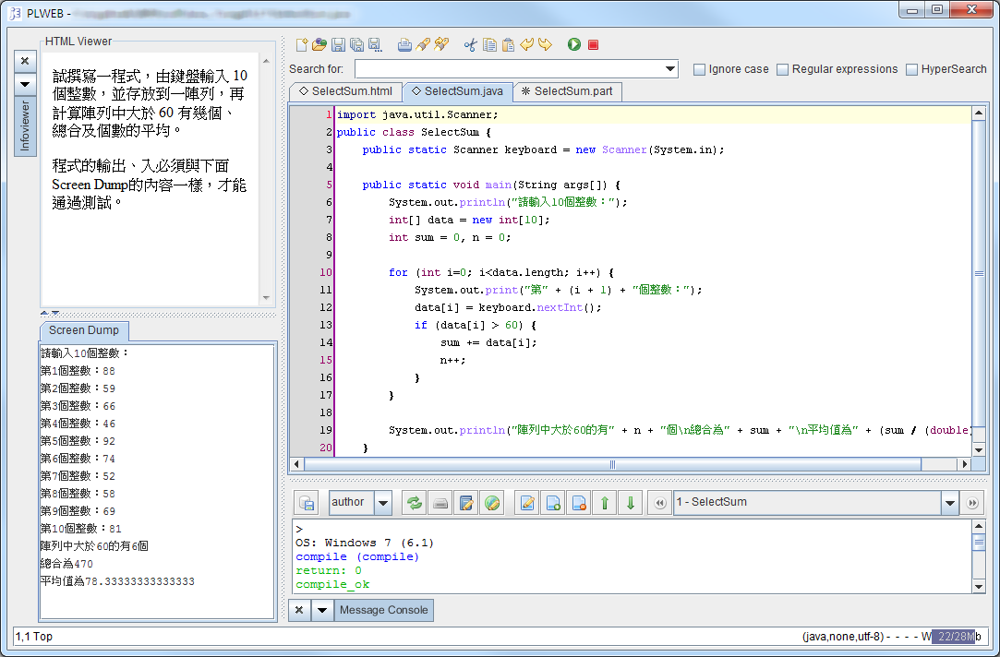 PLWEB -
HTML Viewer
Infoviewer
試撰寫一程式，由鍵盤輸入 10
個整數，並存放到一陣列，再
計算陣列中大於 60 有幾個、
總合及個數的平均。
程式的輸出、入必須與下面
Screen Dump的內容一樣，才能
通過測試。
Screen Dump
請輸入10個整數：
第1個整數：88
第2個整數：59
第3個整數：66
第4個整數：46
第5個整數：92
第6個整數：74
第7個整數：52
第8個整數：58
第9個整數：69
第10個整數：81
陣列中大於60的有6個
總合為470
平均值為78.33333333333333
Search for:
Ignore case
Regular expressions
HyperSearch
SelectSum.html
SelectSum.java
SelectSum.part
1 import java.util.Scanner;
2 public class SelectSum {
3 public static Scanner keyboard = new Scanner(System.in);
4
5 public static void main(String args[]) {
6 System.out.println("請輸入10個整數：");
7 int[] data = new int[10];
8 int sum = 0, n = 0;
9
10 for (int i=0; i<data.length; i++) {
11 System.out.print("第" + (i + 1) + "個整數：");
12 data[i] = keyboard.nextInt();
13 if (data[i] > 60) {
14 sum += data[i];
15 n++;
16 }
17 }
18
19 System.out.println("陣列中大於60的有" + n + "個\n總合為" + sum + "\n平均值為" + (sum / (double
20 }
author
1 - SelectSum
>
OS: Windows 7 (6.1)
compile (compile)
return: 0
compile_ok
Message Console
1,1 Top
(java,none,utf-8) - - - - W 22/28Mb